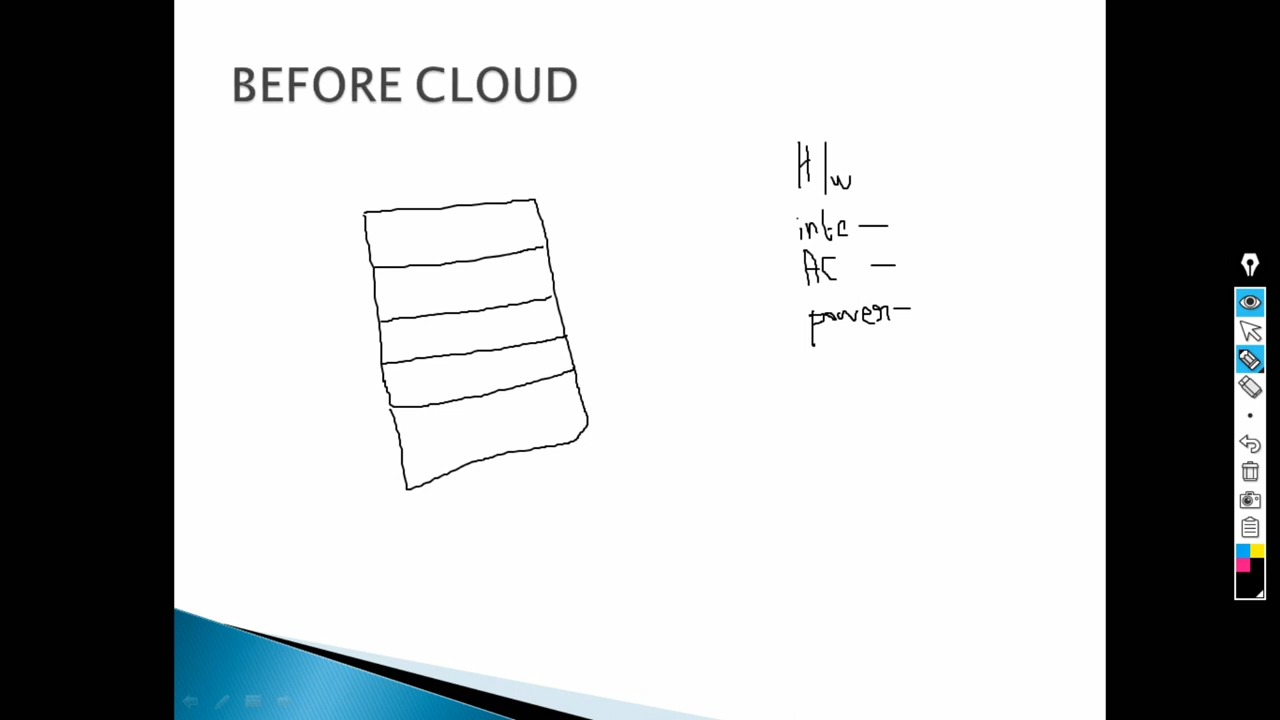 BEFORE CLOUD
H/w
inte —
AC —
power-